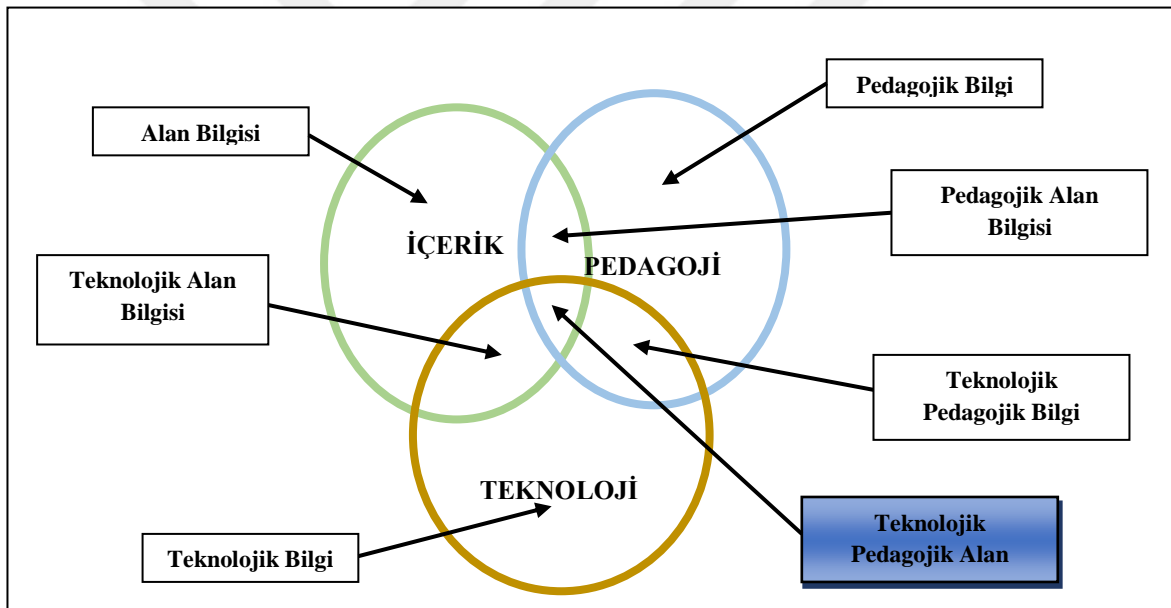 Pedagojik Bilgi
Alan Bilgisi
Pedagojik Alan
Bilgisi
İÇERİK
PEDAGOJİ
Teknolojik Alan
Bilgisi
Teknolojik
Pedagojik Bilgi
TEKNOLOJİ
Teknolojik
Pedagojik Alan
Teknolojik Bilgi